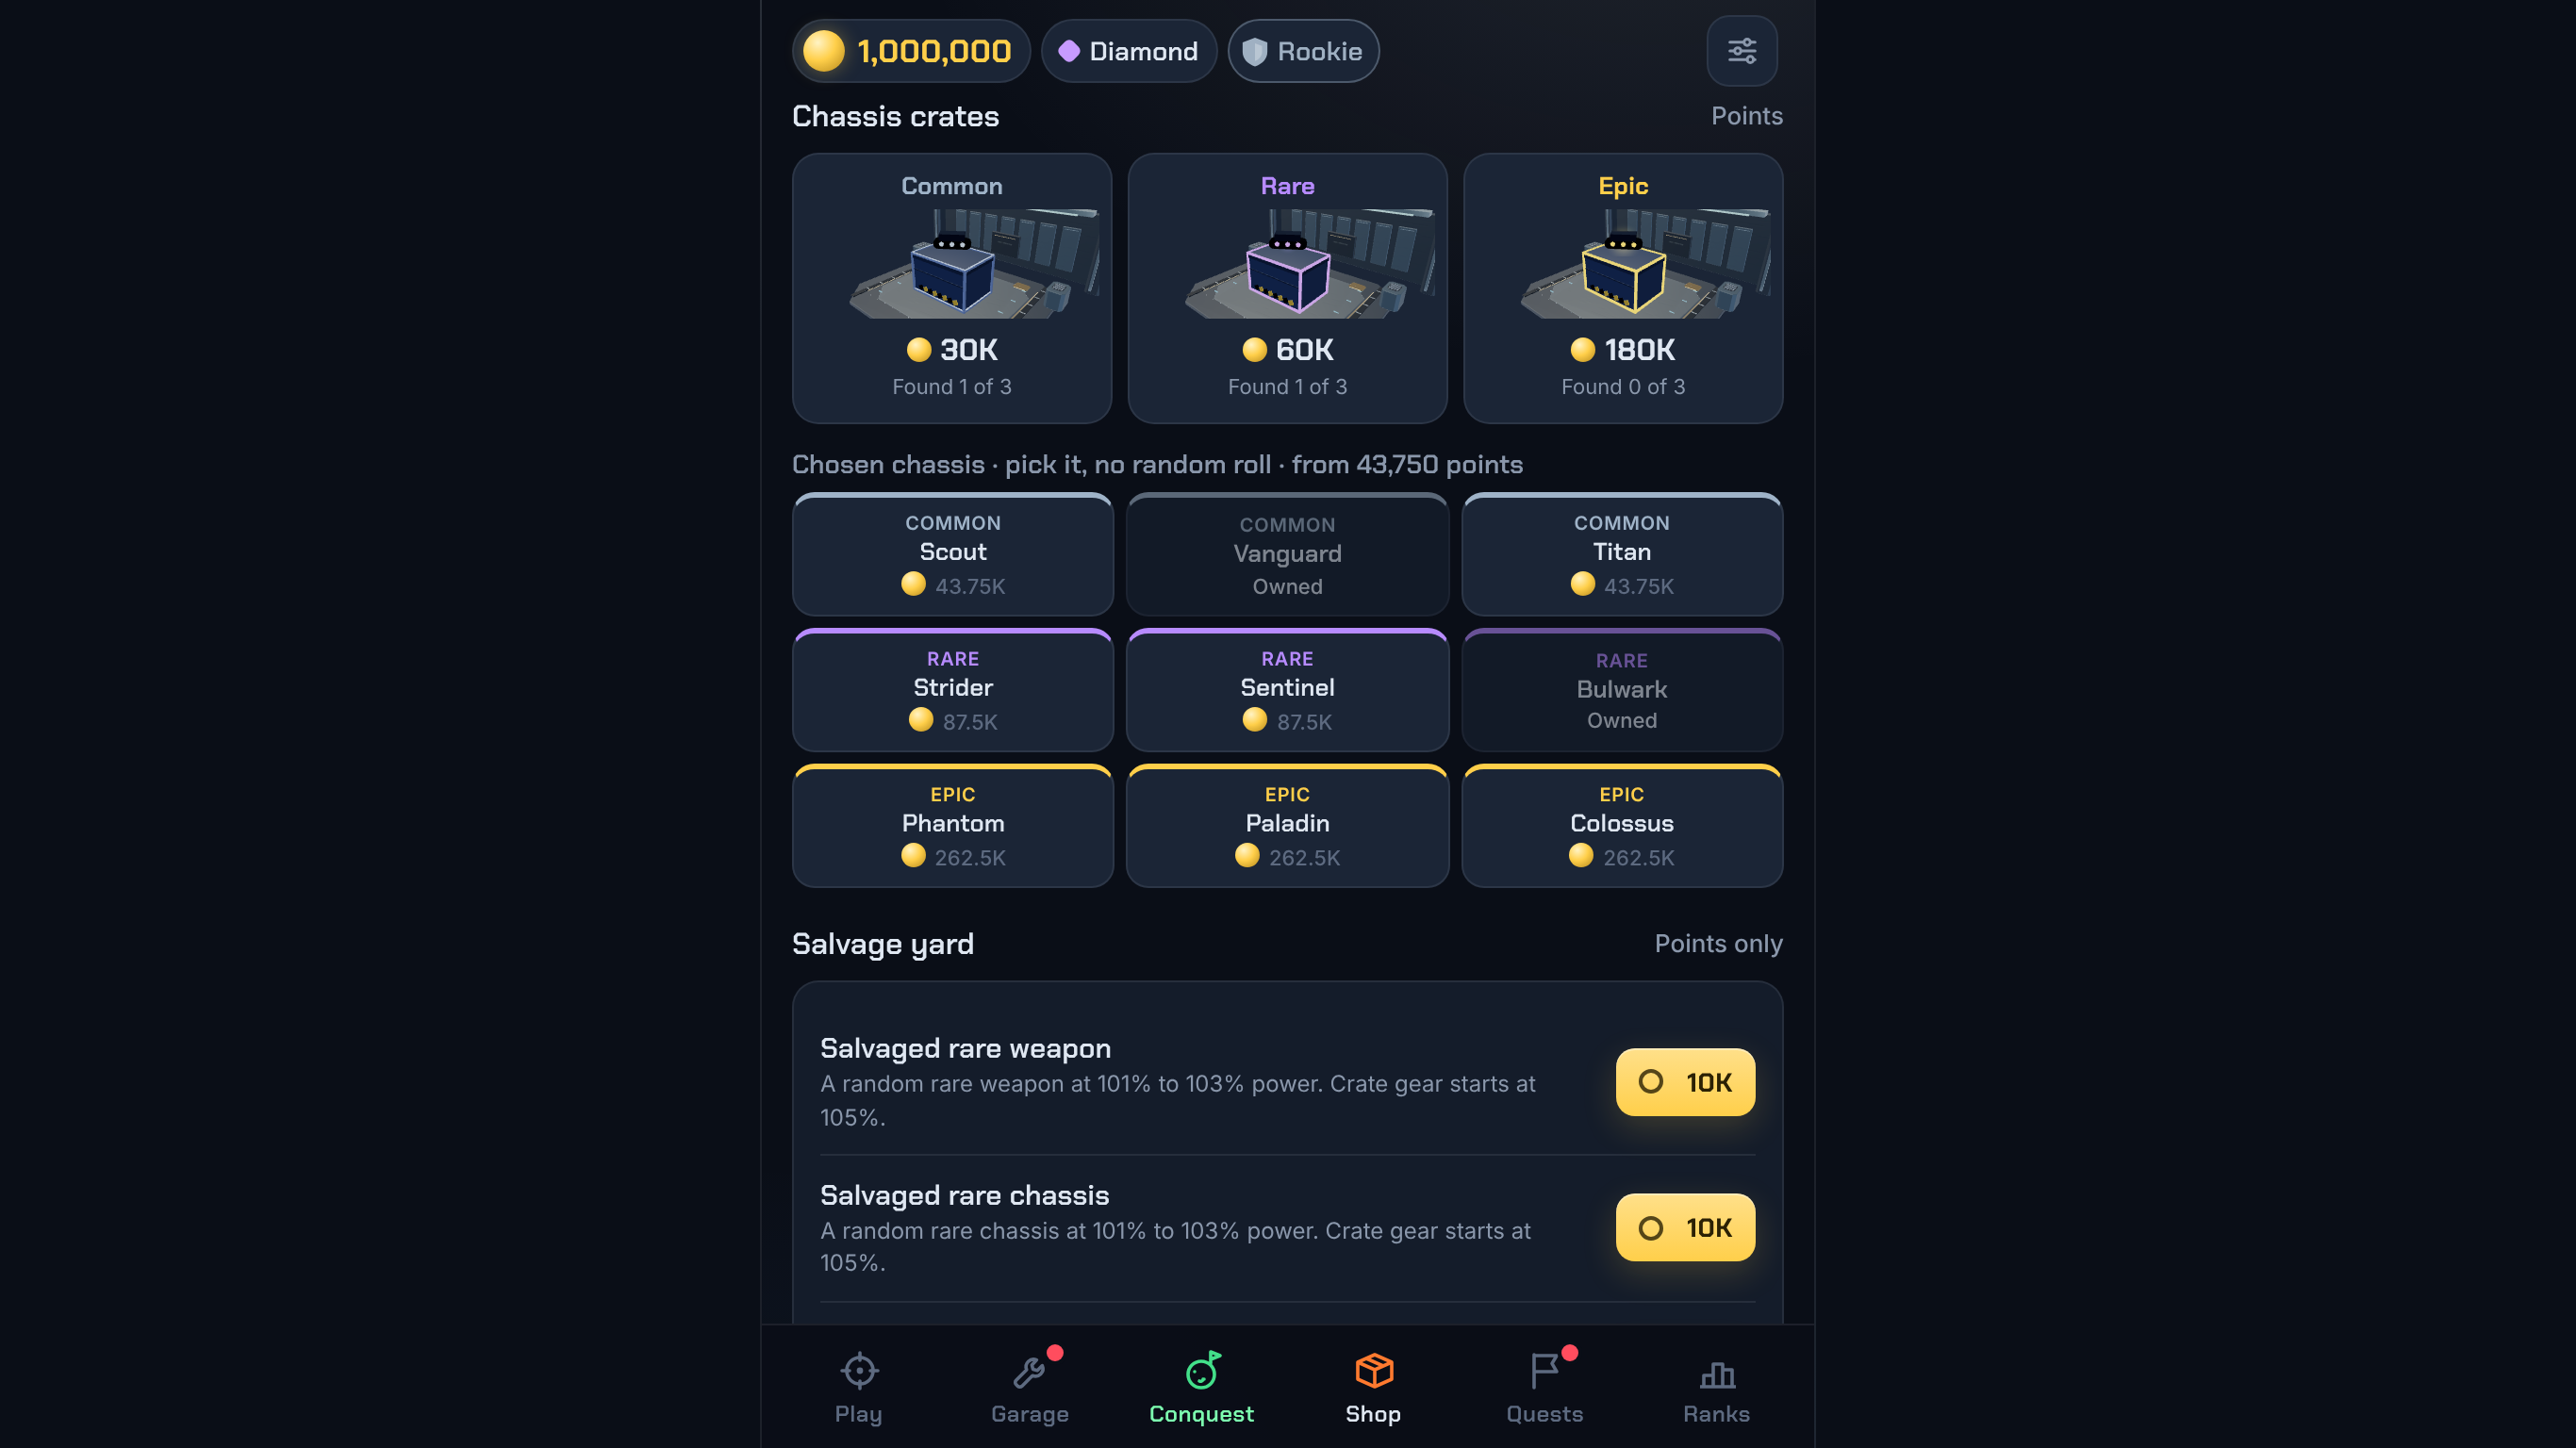 1,000,000
Diamond
Rookie
Chassis crates
Points
Common
Rare
Epic
30K
60K
180K
Found 1 of 3
Found 1 of 3
Found 0 of 3
Chosen chassis · pick it, no random roll · from 43,750 points
COMMON
Scout
43.75K
COMMON
Vanguard
Owned
COMMON
Titan
43.75K
RARE
Strider
87.5K
RARE
Sentinel
87.5K
RARE
Bulwark
Owned
EPIC
Phantom
262.5K
EPIC
Paladin
262.5K
EPIC
Colossus
262.5K
Salvage yard
Points only
Salvaged rare weapon
A random rare weapon at 101% to 103% power. Crate gear starts at
105%.
10K
Salvaged rare chassis
A random rare chassis at 101% to 103% power. Crate gear starts at
105%.
10K
Play
Garage
Conquest
Shop
Quests
Ranks